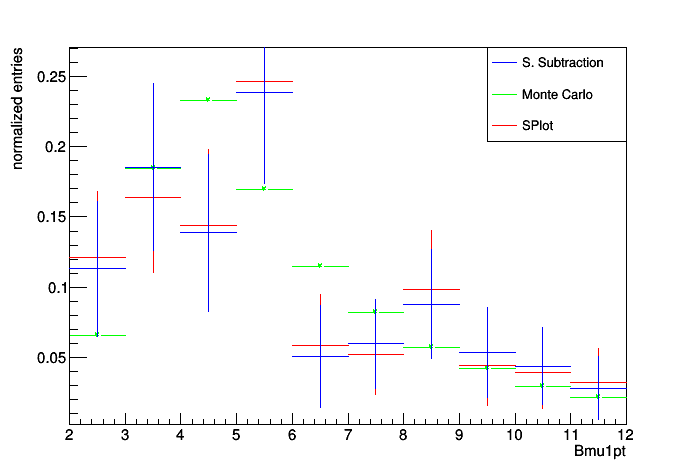 normalized entries
0.25
0.2
0.15
0.1
0.05
S. Subtraction
Monte Carlo
SPlot
2 3 4 5 6 7 8 9 10 11 12
Bmu1pt